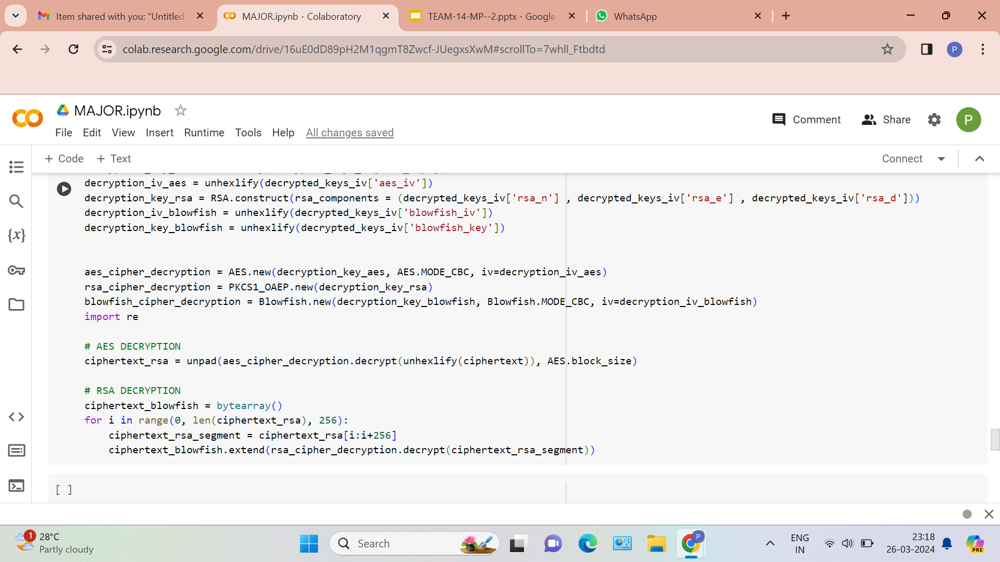 Item shared with you: "Untitled
MAJOR.ipynb - Colaboratory
TEAM-14-MP--2.pptx - Google
WhatsApp
colab.research.google.com/drive/16uE0dD89pH2M1qgmT8Zwcf-JUegxsXwM#scrollTo=7whll_Ftbdtd
P
MAJOR.ipynb
Comment
Share
P
File Edit View Insert Runtime Tools Help All changes saved
+ Code + Text
Connect
decryption_iv_aes = unhexlify(decrypted_keys_iv['aes_iv'])
decryption_key_rsa = RSA.construct(rsa_components = (decrypted_keys_iv['rsa_n'] , decrypted_keys_iv['rsa_e'] , decrypted_keys_iv['rsa_d']))
decryption_iv_blowfish = unhexlify(decrypted_keys_iv['blowfish_iv'])
decryption_key_blowfish = unhexlify(decrypted_keys_iv['blowfish_key'])
aes_cipher_decryption = AES.new(decryption_key_aes, AES.MODE_CBC, iv=decryption_iv_aes)
rsa_cipher_decryption = PKCS1_OAEP.new(decryption_key_rsa)
blowfish_cipher_decryption = Blowfish.new(decryption_key_blowfish, Blowfish.MODE_CBC, iv=decryption_iv_blowfish)
import re
# AES DECRYPTION
ciphertext_rsa = unpad(aes_cipher_decryption.decrypt(unhexlify(ciphertext)), AES.block_size)
# RSA DECRYPTION
ciphertext_blowfish = bytearray()
for i in range(0, len(ciphertext_rsa), 256):
    ciphertext_rsa_segment = ciphertext_rsa[i:i+256]
    ciphertext_blowfish.extend(rsa_cipher_decryption.decrypt(ciphertext_rsa_segment))
[ ]
{x}
1
28°C
Partly cloudy
Search
P
ENG
IN
23:18
26-03-2024
PRE